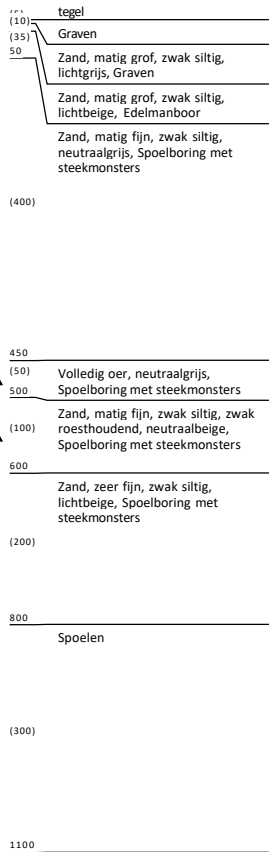 tegel
(10)
Graven
(35)
50
Zand, matig grof, zwak siltig,
lichtgrijs, Graven
Zand, matig grof, zwak siltig,
lichtbeige, Edelmanboor
Zand, matig fijn, zwak siltig,
neutraalgrijs, Spoelboring met
steekmonsters
(400)
450
(50)
Volledig oer, neutraalgrijs,
Spoelboring met steekmonsters
500
Zand, matig fijn, zwak siltig, zwak
roesthoudend, neutraalbeige,
Spoelboring met steekmonsters
(100)
600
Zand, zeer fijn, zwak siltig,
lichtbeige, Spoelboring met
steekmonsters
(200)
800
Spoelen
(300)
1100